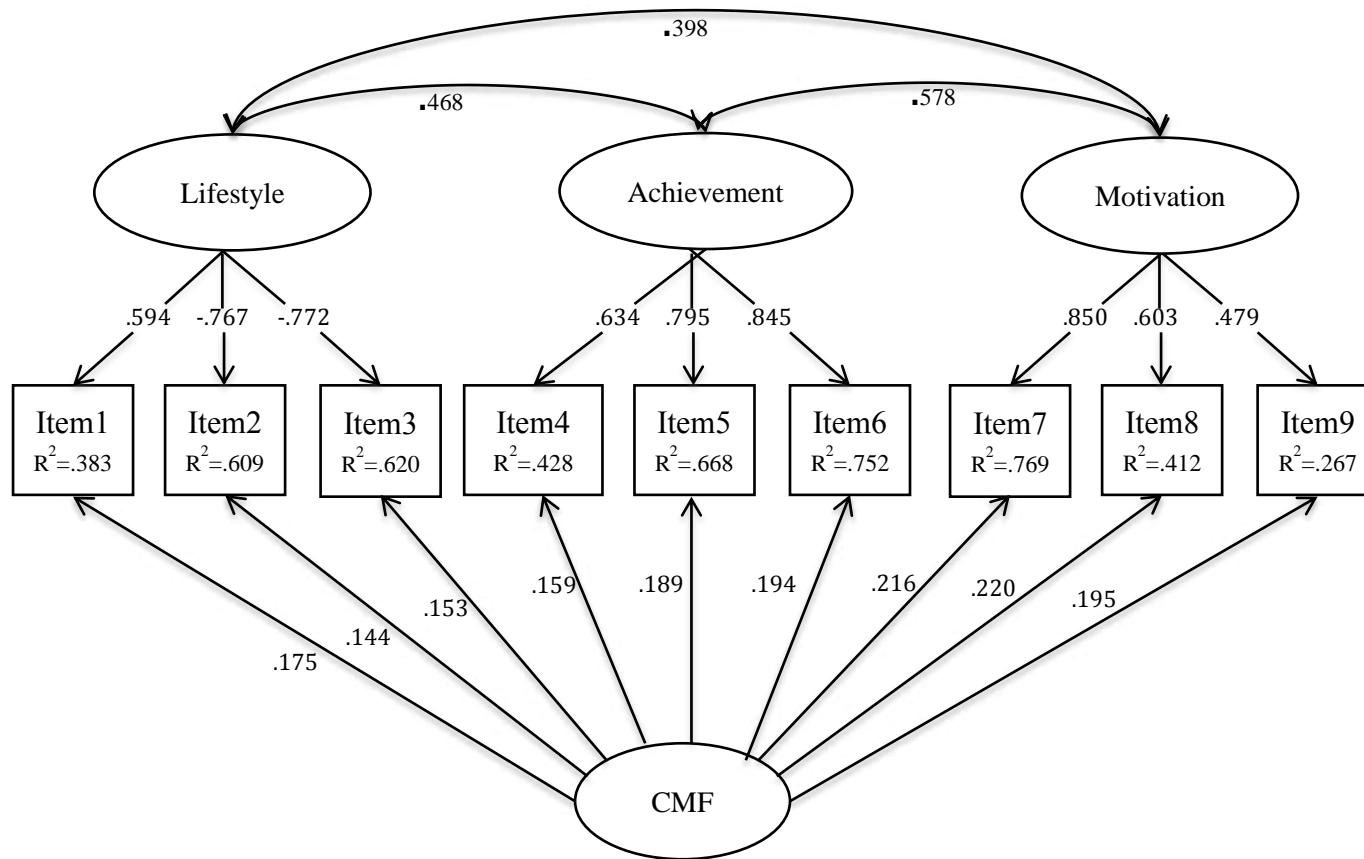 .398
.468
.578
Lifestyle
Achievement
Motivation
.594
-.767
-.772
.634
.795
.845
.850
.603
.479
Item1
R²=.383
Item2
R²=.609
Item3
R²=.620
Item4
R²=.428
Item5
R²=.668
Item6
R²=.752
Item7
R²=.769
Item8
R²=.412
Item9
R²=.267
.175
.144
.153
.159
.189
.194
.216
.220
.195
CMF